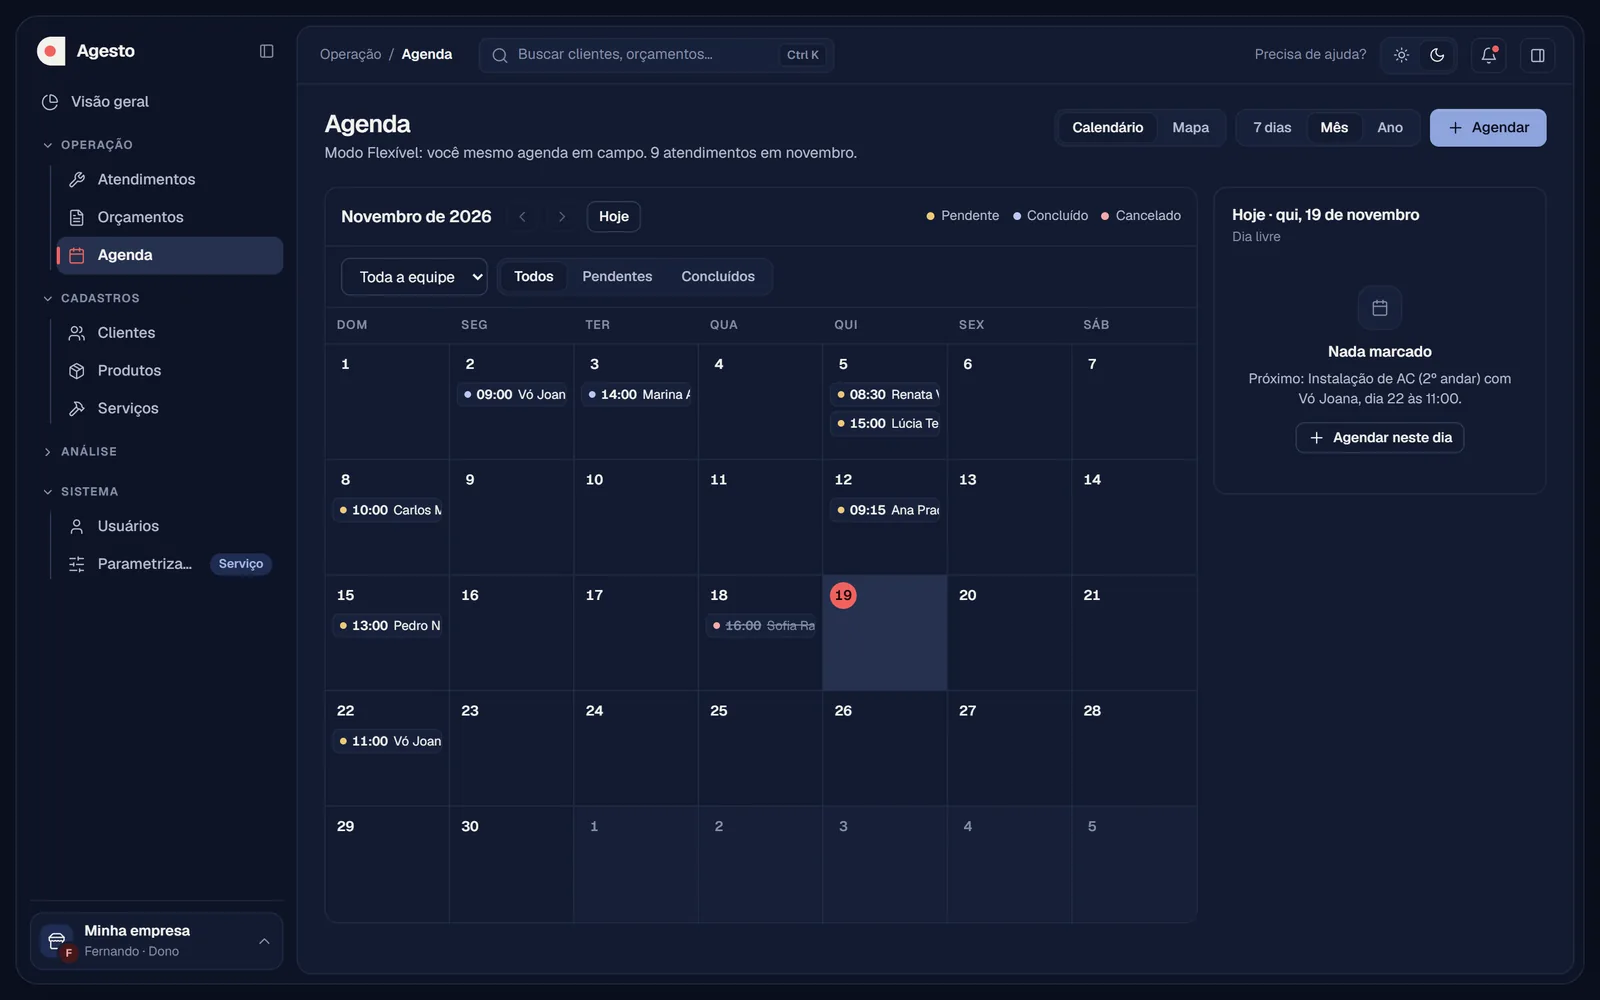 Agesto
Visão geral
OPERAÇÃO
Atendimentos
Orçamentos
Agenda
CADASTROS
Clientes
Produtos
Serviços
ANÁLISE
SISTEMA
Usuários
Parametriza... Serviço
Minha empresa
F
Fernando · Dono
Operação / Agenda
Buscar clientes, orçamentos... Ctrl K
Precisa de ajuda?
Agenda
Modo Flexível: você mesmo agenda em campo. 9 atendimentos em novembro.
Calendário Mapa
7 dias Mês Ano
+ Agendar
Novembro de 2026 < > Hoje
Pendente Concluído Cancelado
Toda a equipe
Todos Pendentes Concluídos
DOM SEG TER QUA QUI SEX SÁB
1 2 3 4 5 6 7
09:00 Vó Joan
14:00 Marina A
08:30 Renata V
15:00 Lúcia Te
8 9 10 11 12 13 14
10:00 Carlos M
09:15 Ana Prad
15 16 17 18 19 20 21
13:00 Pedro N
16:00 Sofia Ra
22 23 24 25 26 27 28
11:00 Vó Joan
29 30 1 2 3 4 5
Hoje · qui, 19 de novembro
Dia livre
Nada marcado
Próximo: Instalação de AC (2º andar) com
Vó Joana, dia 22 às 11:00.
+ Agendar neste dia